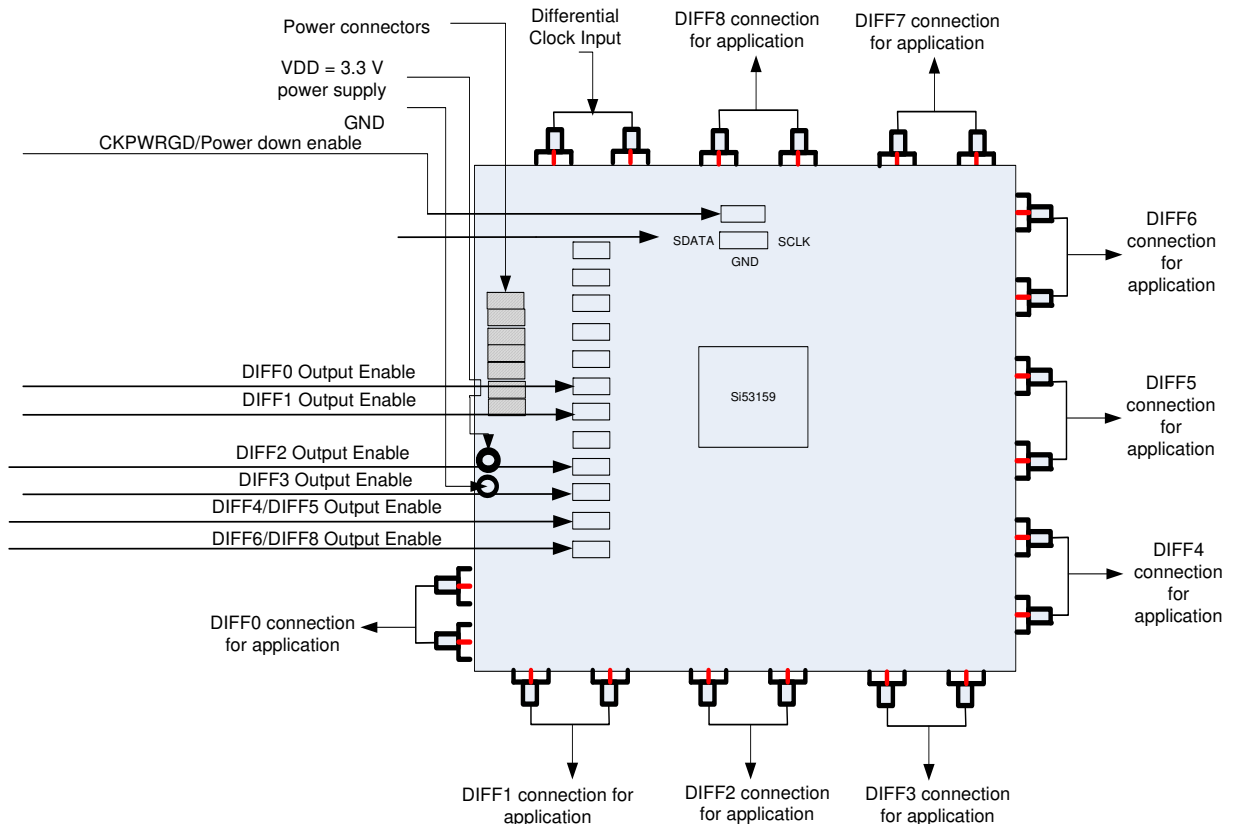 Power connectors
Differential
Clock Input
DIFF8 connection
for application
DIFF7 connection
for application
VDD = 3.3 V
power supply
GND
CKPWRGD/Power down enable
SDATA
SCLK
GND
DIFF6
connection
for
application
DIFF0 Output Enable
DIFF1 Output Enable
DIFF2 Output Enable
DIFF3 Output Enable
DIFF4/DIFF5 Output Enable
DIFF6/DIFF8 Output Enable
Si53159
DIFF5
connection
for
application
DIFF4
connection
for
application
DIFF0 connection
for application
DIFF1 connection for
application
DIFF2 connection
for application
DIFF3 connection
for application